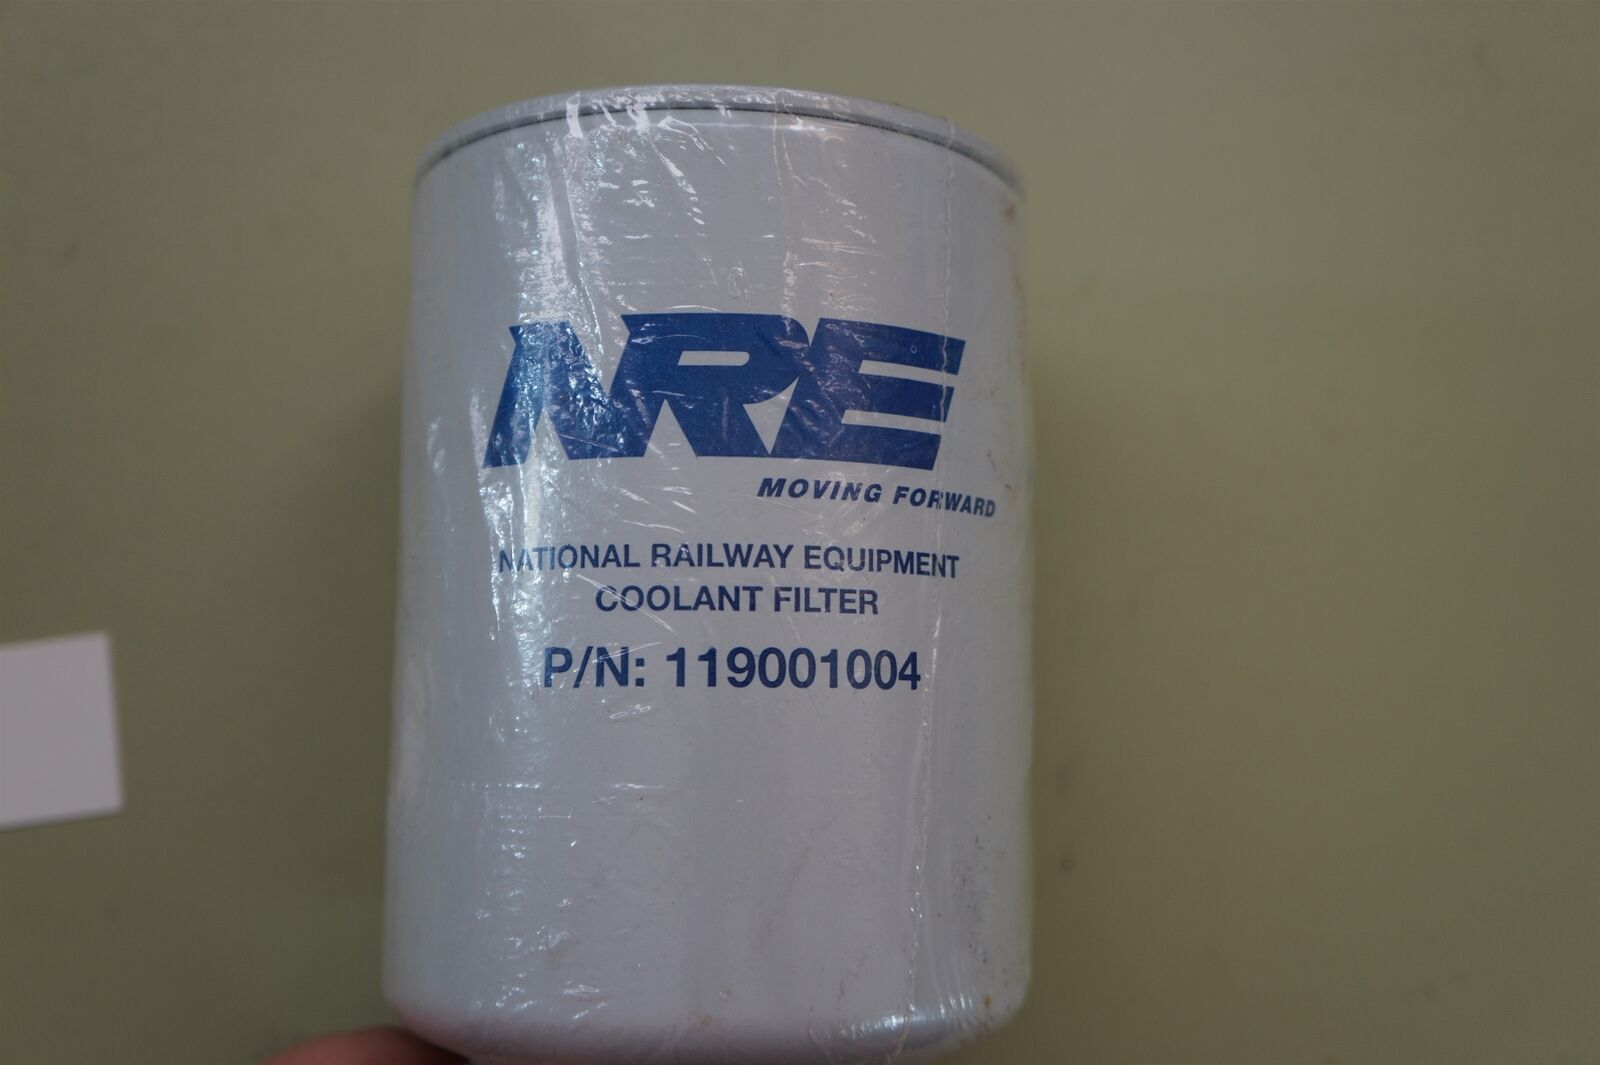 NRE
MOVING FORWARD
NATIONAL RAILWAY EQUIPMENT
COOLANT FILTER
P/N: 119001004